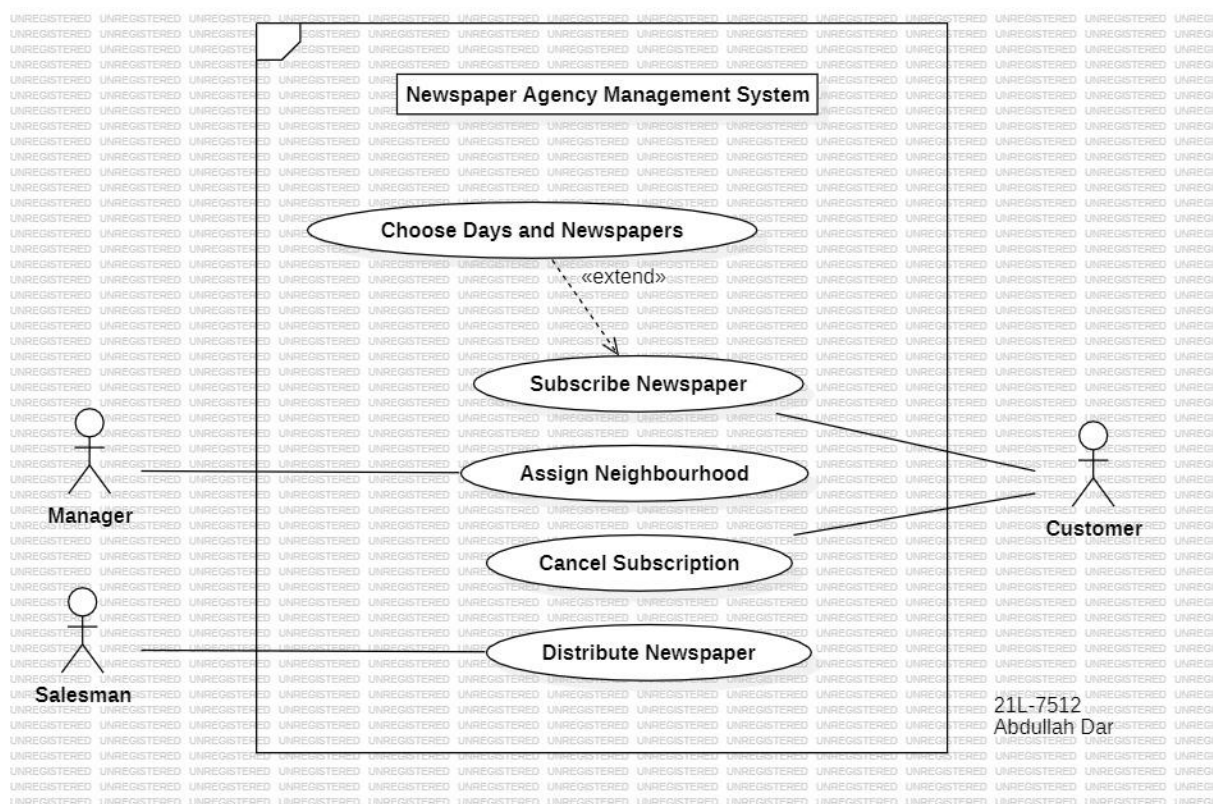 Newspaper Agency Management System
Choose Days and Newspapers
«extend»
Subscribe Newspaper
Assign Neighbourhood
Manager
Customer
Cancel Subscription
Distribute Newspaper
Salesman
21L-7512
Abdullah Dar
UNREGISTERED